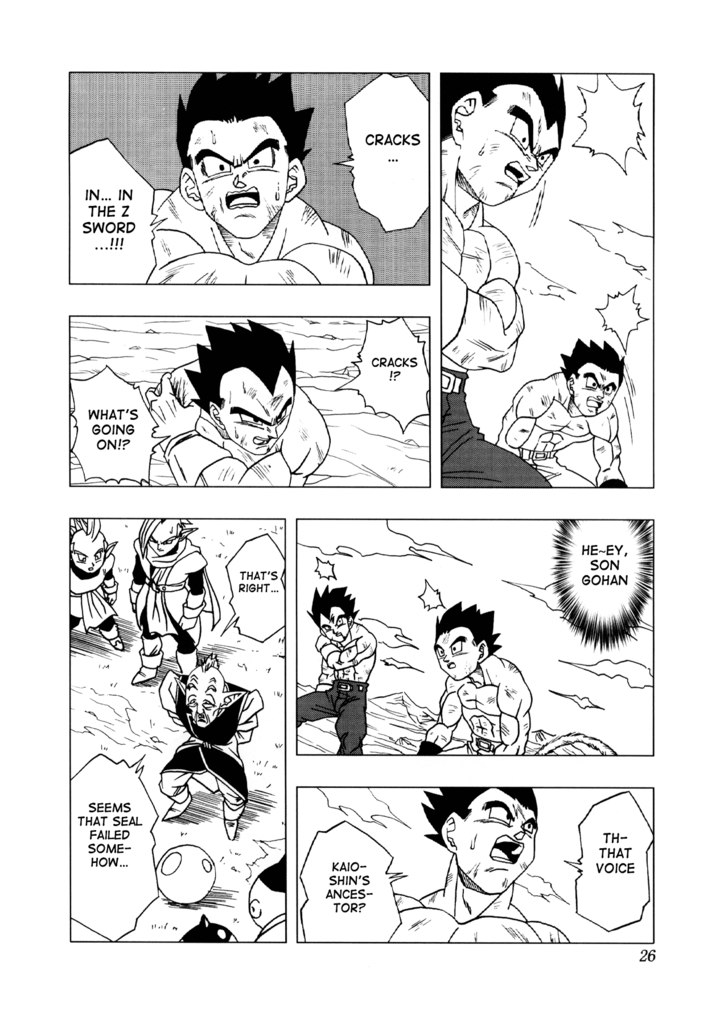 CRACKS
...
IN... IN
THE Z
SWORD
...!!!
CRACKS
!?
WHAT'S
GOING
ON!?
HE~EY,
SON
GOHAN
TH-
THAT
VOICE
KAIO-
SHIN'S
ANCES-
TOR?
THAT'S
RIGHT...
SEEMS
THAT SEAL
FAILED
SOME-
HOW...
26